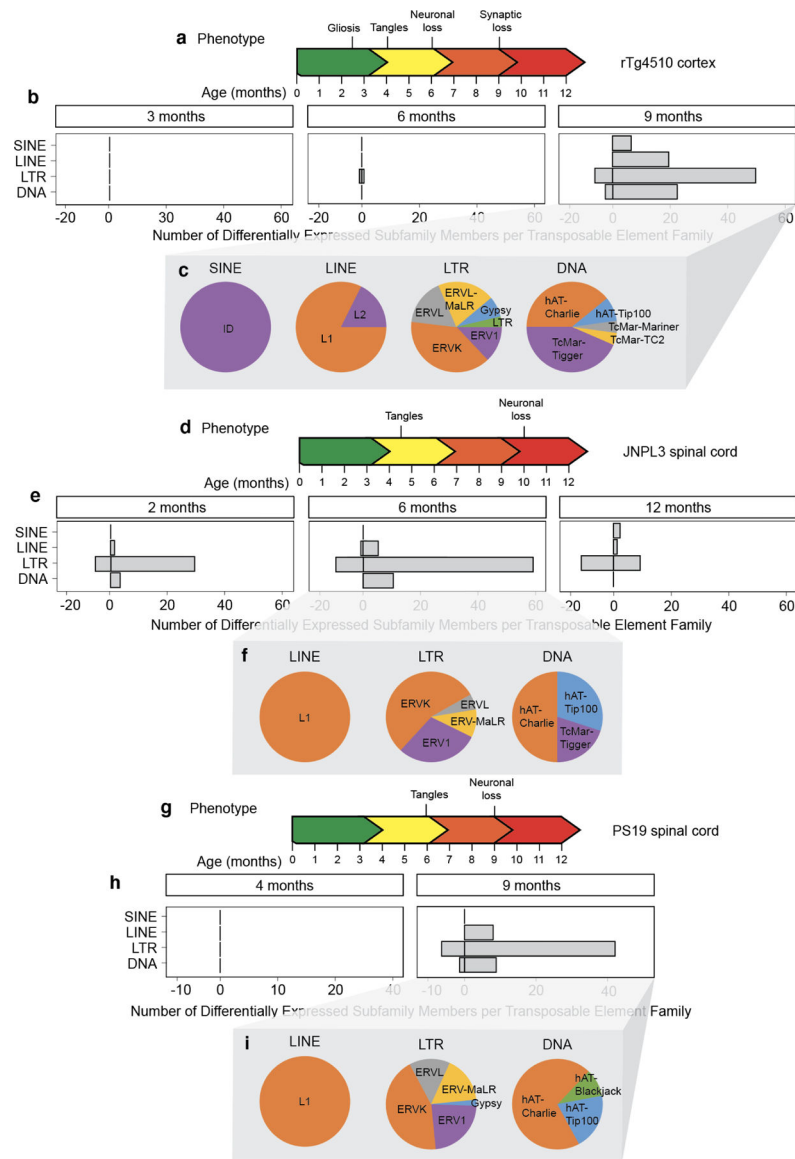 Gliosis Tangles Neuronal loss Synaptic loss
a Phenotype
rTg4510 cortex
0 1 2 3 4 5 6 7 8 9 10 11 12
Age (months)
b
3 months 6 months 9 months
SINE
LINE
LTR
DNA
-20 0 20 40 60 -20 0 20 40 60 -20 0 20 40 60
Number of Differentially Expressed Subfamily Members per Transposable Element Family
c SINE LINE LTR DNA
ID
L2
L1
ERVL-MaLR
ERVL
Gypsy
LTR
ERV1
ERVK
hAT-Charlie
hAT-Tip100
TcMar-Mariner
TcMar-TC2
TcMar-Tigger
Tangles Neuronal loss
d Phenotype
JNPL3 spinal cord
0 1 2 3 4 5 6 7 8 9 10 11 12
Age (months)
e
2 months 6 months 12 months
SINE
LINE
LTR
DNA
-20 0 20 40 60 -20 0 20 40 60 -20 0 20 40 60
Number of Differentially Expressed Subfamily Members per Transposable Element Family
f LINE LTR DNA
L1
ERVK
ERVL
ERV-MaLR
ERV1
hAT-Charlie
hAT-Tip100
TcMar-Tigger
Tangles Neuronal loss
g Phenotype
PS19 spinal cord
0 1 2 3 4 5 6 7 8 9 10 11 12
Age (months)
h
4 months 9 months
SINE
LINE
LTR
DNA
-10 0 10 20 30 40 -20 0 20 40
Number of Differentially Expressed Subfamily Members per Transposable Element Family
i LINE LTR DNA
L1
ERVL
ERV-MaLR
Gypsy
ERVK
ERV1
hAT-Charlie
hAT-Blackjack
hAT-Tip100